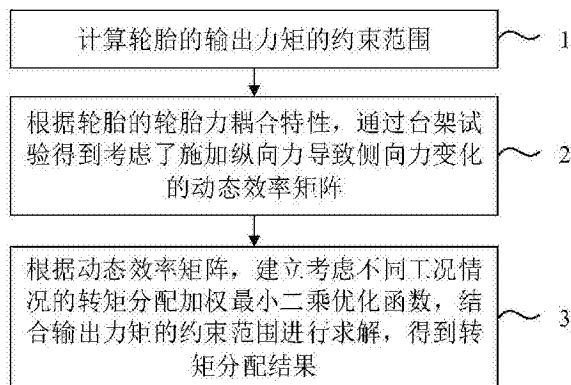 计算轮胎的输出力矩的约束范围
1
根据轮胎的轮胎力耦合特性，通过台架试
验得到考虑了施加纵向力导致侧向力变化
的动态效率矩阵
2
根据动态效率矩阵，建立考虑不同工况情
况的转矩分配加权最小二乘优化函数，结
合输出力矩的约束范围进行求解，得到转
矩分配结果
3